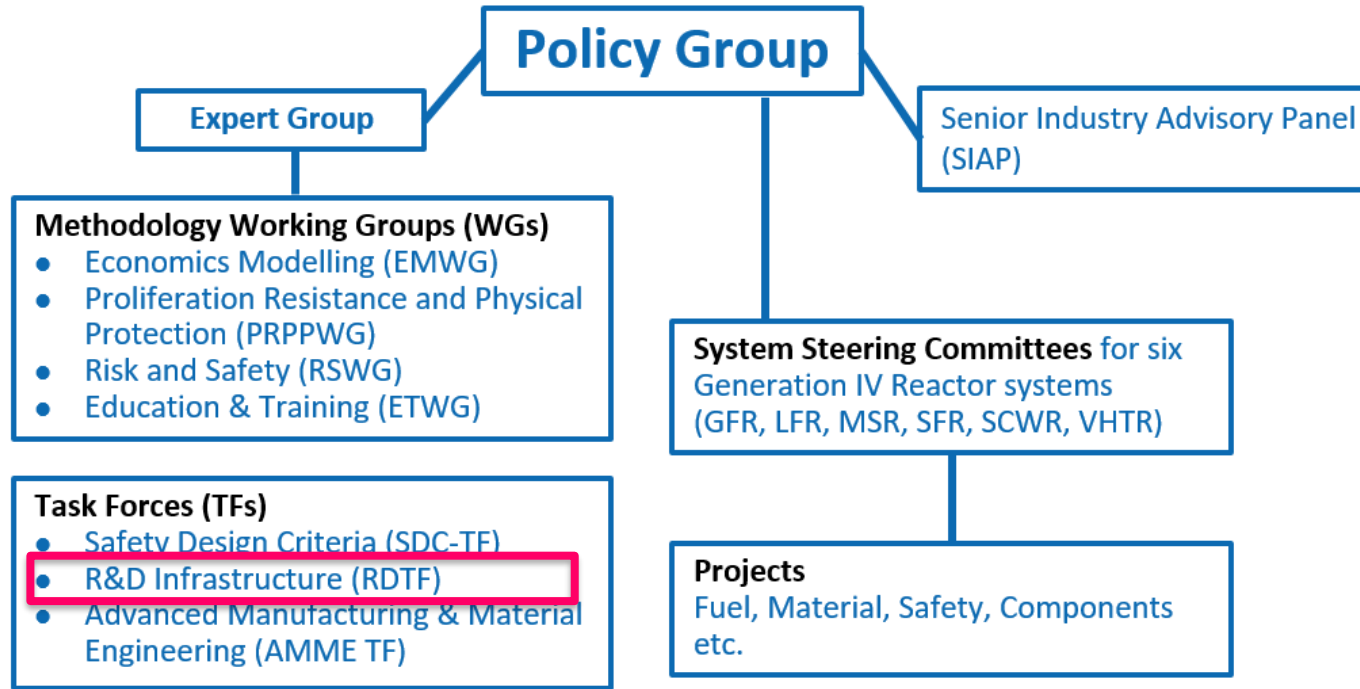 Policy Group
Expert Group
Senior Industry Advisory Panel
(SIAP)
Methodology Working Groups (WGs)
● Economics Modelling (EMWG)
● Proliferation Resistance and Physical
Protection (PRPPWG)
● Risk and Safety (RSWG)
● Education & Training (ETWG)
System Steering Committees for six
Generation IV Reactor systems
(GFR, LFR, MSR, SFR, SCWR, VHTR)
Task Forces (TFs)
● Safety Design Criteria (SDC-TF)
● R&D Infrastructure (RDTF)
● Advanced Manufacturing & Material
Engineering (AMME TF)
Projects
Fuel, Material, Safety, Components
etc.